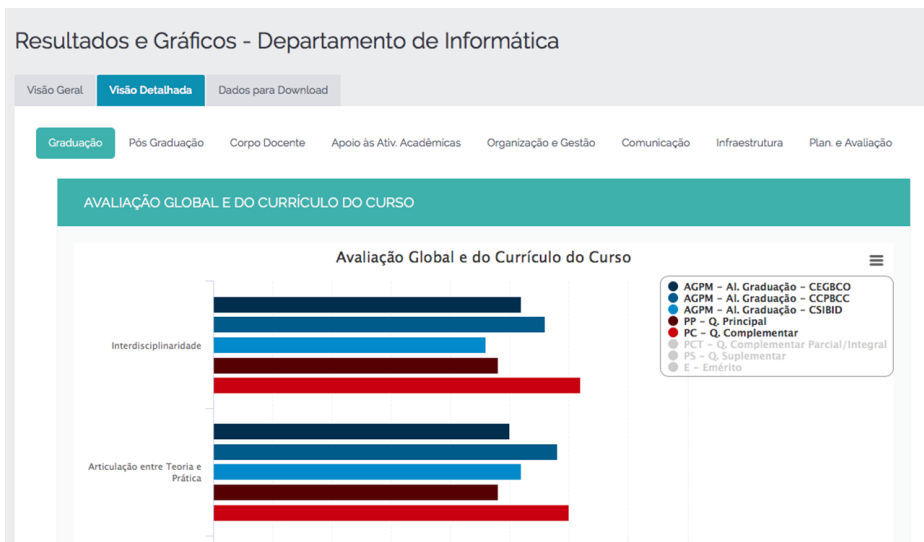 Resultados e Gráficos - Departamento de Informática
Visão Geral Visão Detalhada Dados para Download
Graduação Pós Graduação Corpo Docente Apoio às Ativ. Acadêmicas Organização e Gestão Comunicação Infraestrutura Plan. e Avaliação
AVALIAÇÃO GLOBAL E DO CURRÍCULO DO CURSO
Avaliação Global e do Currículo do Curso
AGPM - Al. Graduação - CEGBCO
AGPM - Al. Graduação - CCPBCC
AGPM - Al. Graduação - CSIBID
PP - Q. Principal
PC - Q. Complementar
PCT - Q. Complementar Parcial/Integral
PS - Q. Suplementar
E - Emérito
Interdisciplinaridade
Articulação entre Teoria e
Prática